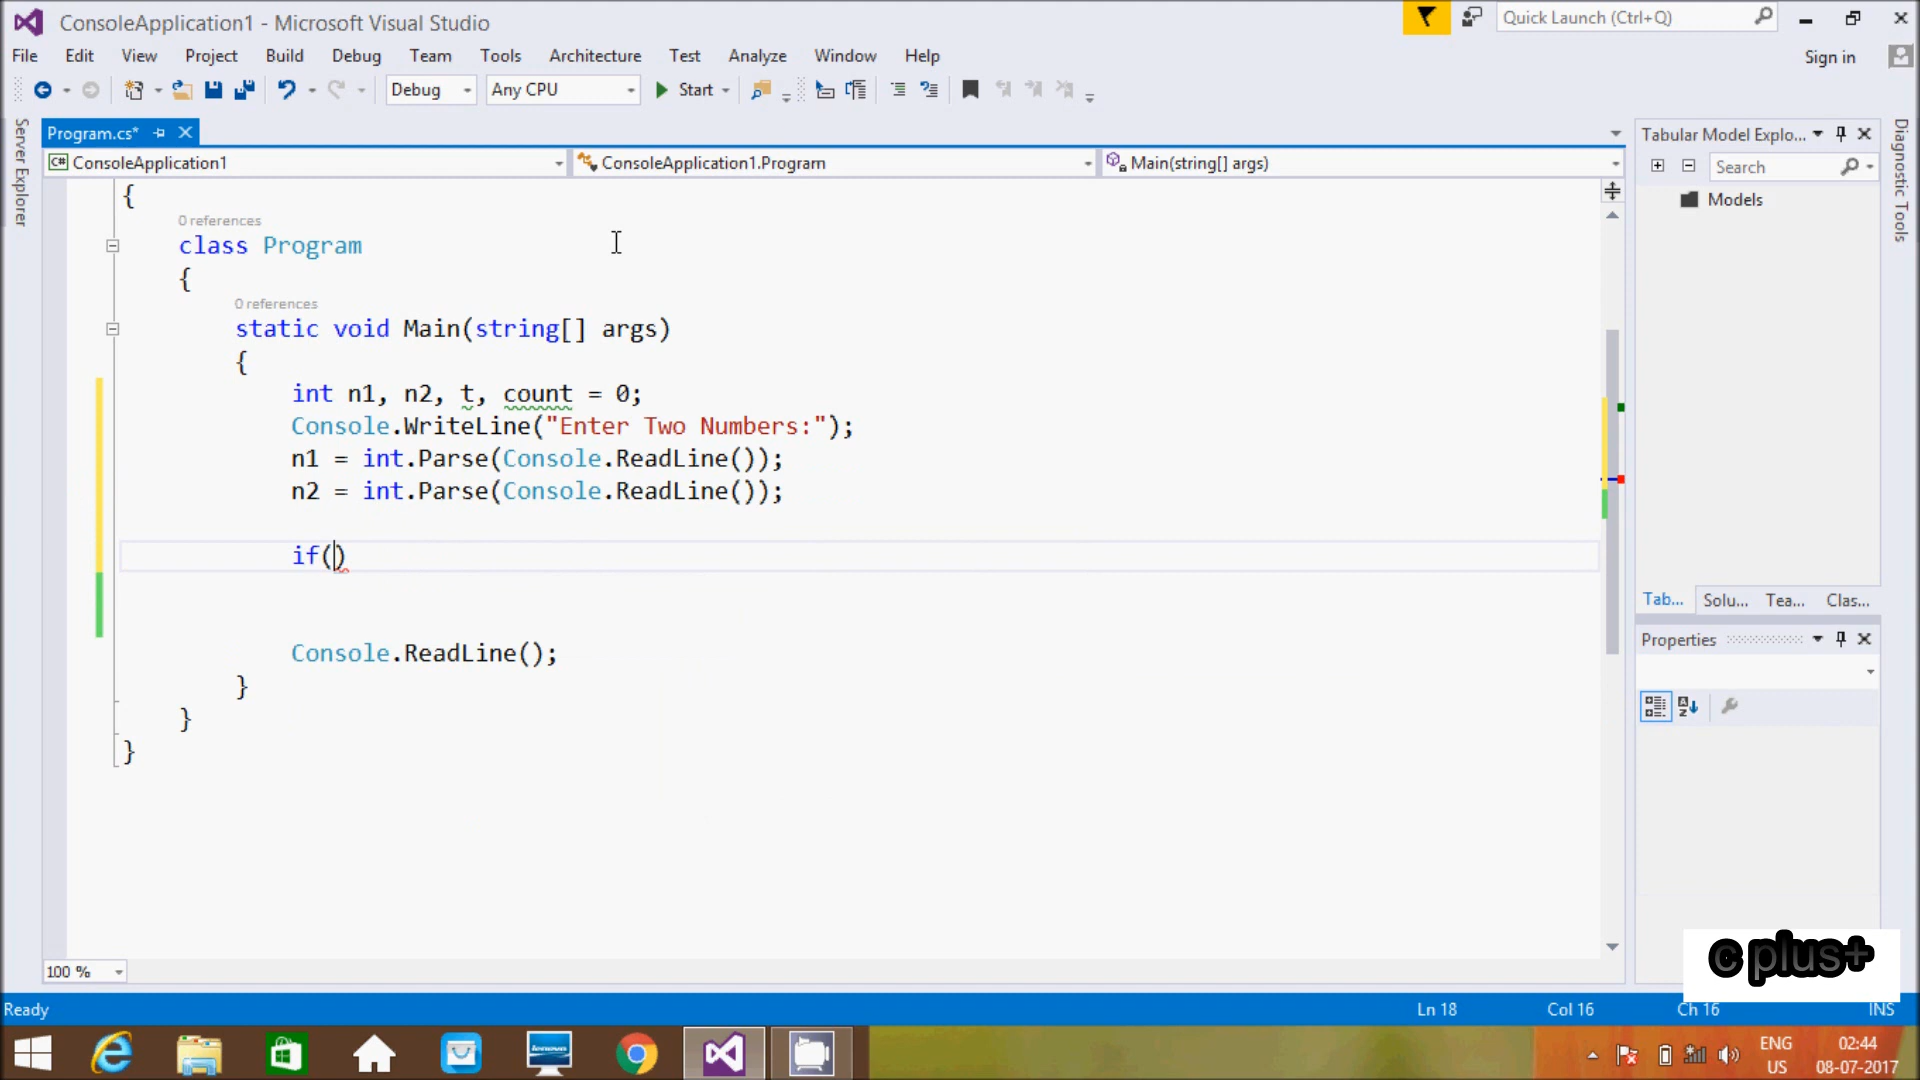 ConsoleApplication1 - Microsoft Visual Studio
Quick Launch (Ctrl+Q)
File Edit View Project Build Debug Team Tools Architecture Test Analyze Window Help
Sign in
Debug Any CPU Start
Server Explorer
Program.cs*
Tabular Model Explo...
Diagnostic Tools
C# ConsoleApplication1
ConsoleApplication1.Program
Main(string[] args)
Search
Models
{
0 references
class Program
{
0 references
static void Main(string[] args)
{
int n1, n2, t, count = 0;
Console.WriteLine("Enter Two Numbers:");
n1 = int.Parse(Console.ReadLine());
n2 = int.Parse(Console.ReadLine());
if()
Console.ReadLine();
}
}
}
Tab... Solu... Tea... Clas...
Properties
100 %
c plus+
Ready
Ln 18
Col 16
Ch 16
INS
ENG
US
02:44
08-07-2017